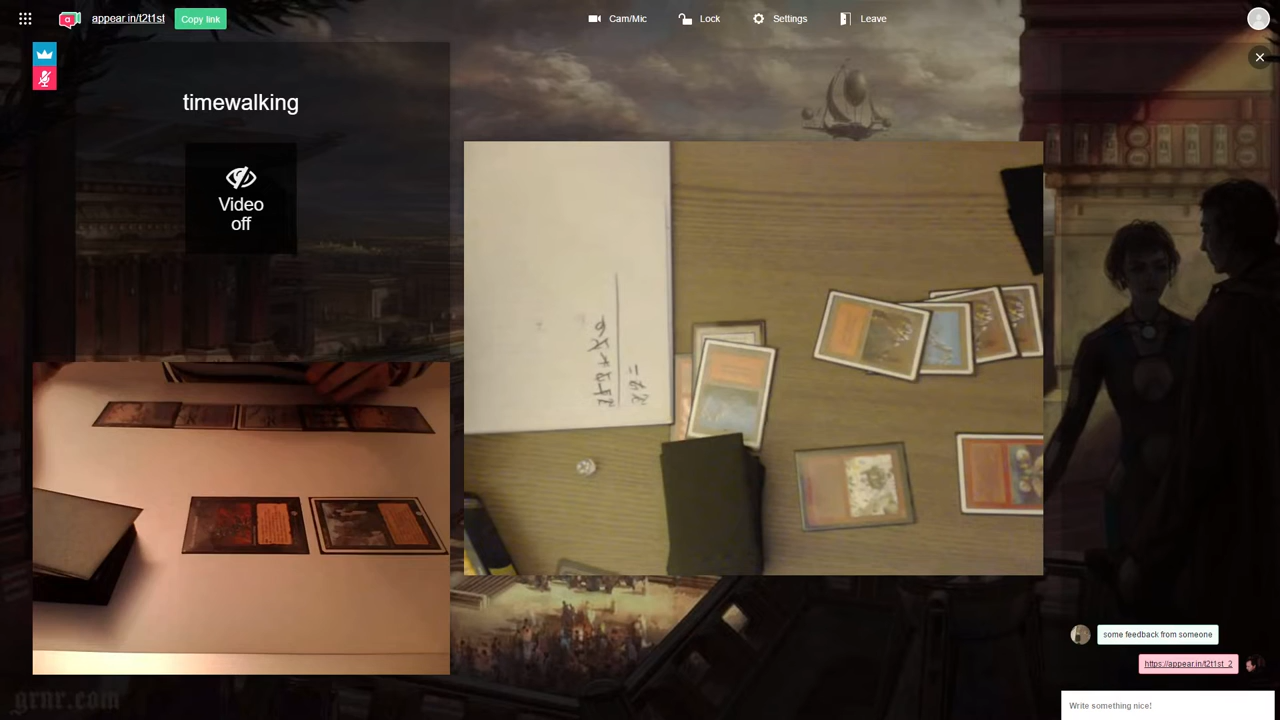 appear.in/t2t1st
Copy link
Cam/Mic
Lock
Settings
Leave
timewalking
Video
off
some feedback from someone
https://appear.in/t2t1st_2
Write something nice!
grnr.com